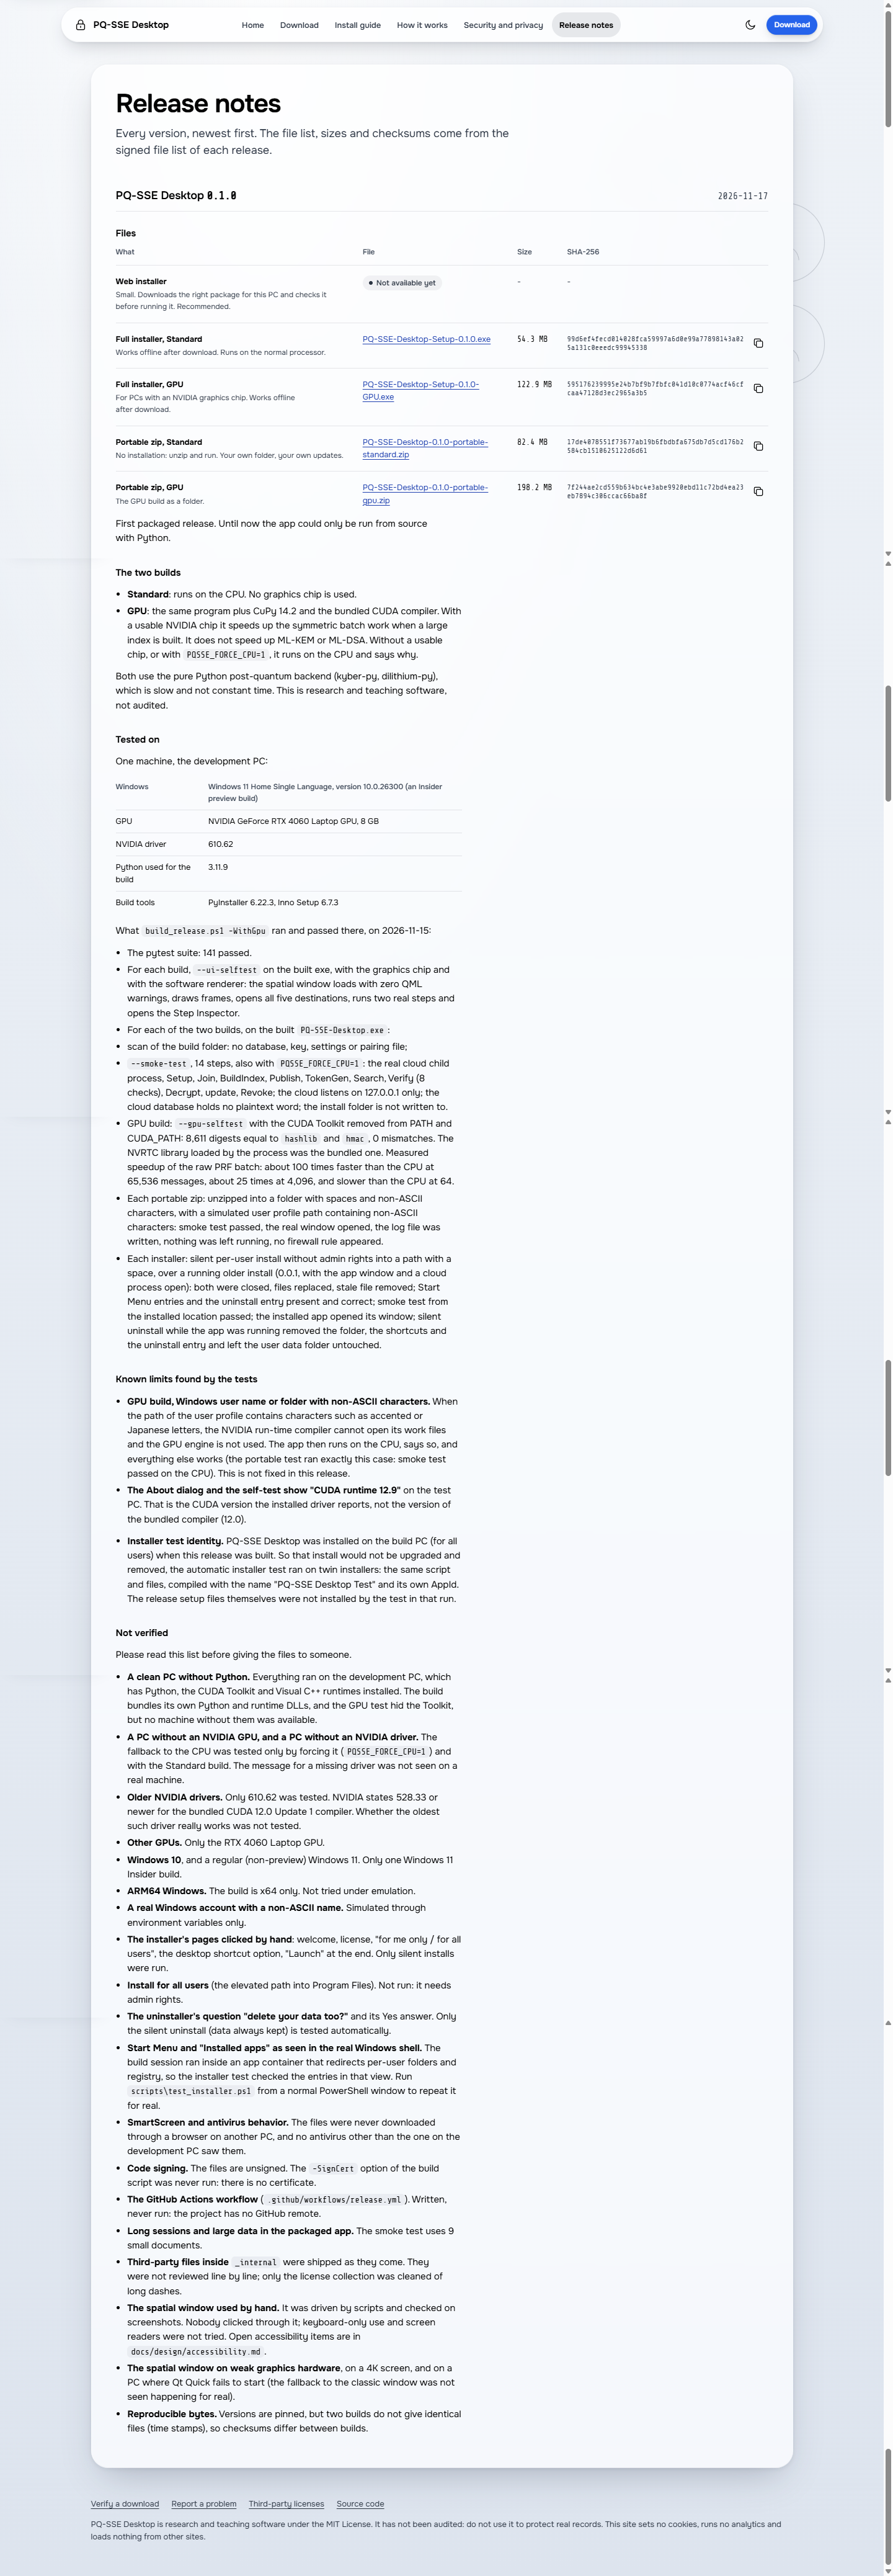 PQ-SSE Desktop
Home
Download
Install guide
How it works
Security and privacy
Release notes
Download
Release notes
Every version, newest first. The file list, sizes and checksums come from the
signed file list of each release.
PQ-SSE Desktop 0.1.0
2026-11-17
Files
What
File
Size
SHA-256
Web installer
Small. Downloads the right package for this PC and checks it
before running it. Recommended.
Not available yet
-
-
Full installer, Standard
Works offline after download. Runs on the normal processor.
PQ-SSE-Desktop-Setup-0.1.0.exe
54.3 MB
Full installer, GPU
For PCs with an NVIDIA graphics chip. Works offline
after download.
PQ-SSE-Desktop-Setup-0.1.0-
GPU.exe
122.9 MB
Portable zip, Standard
No installation: unzip and run. Your own folder, your own updates.
PQ-SSE-Desktop-0.1.0-portable-
standard.zip
82.4 MB
Portable zip, GPU
The GPU build as a folder.
PQ-SSE-Desktop-0.1.0-portable-
gpu.zip
198.2 MB
First packaged release. Until now the app could only be run from source
with Python.
The two builds
• Standard: runs on the CPU. No graphics chip is used.
• GPU: the same program plus CuPy 14.2 and the bundled CUDA compiler. With
a usable NVIDIA chip it speeds up the symmetric batch work when a large
index is built. It does not speed up ML-KEM or ML-DSA. Without a usable
chip, or with PQSSE_FORCE_CPU=1, it runs on the CPU and says why.
Both use the pure Python post-quantum backend (kyber-py, dilithium-py),
which is slow and not constant time. This is research and teaching software,
not audited.
Tested on
One machine, the development PC:
Windows
Windows 11 Home Single Language, version 10.0.26300 (an Insider
preview build)
GPU
NVIDIA GeForce RTX 4060 Laptop GPU, 8 GB
NVIDIA driver
610.62
Python used for the
build
3.11.9
Build tools
PyInstaller 6.22.3, Inno Setup 6.7.3
What build_release.ps1 -WithGpu ran and passed there, on 2026-11-15:
• The pytest suite: 141 passed.
• For each build, --ui-selftest on the built exe, with the graphics chip and
with the software renderer: the spatial window loads with zero QML
warnings, draws frames, opens all five destinations, runs two real steps and
opens the Step Inspector.
• For each of the two builds, on the built PQ-SSE-Desktop.exe:
• scan of the build folder: no database, key, settings or pairing file;
• --smoke-test, 14 steps, also with PQSSE_FORCE_CPU=1: the real cloud child
process, Setup, Join, BuildIndex, Publish, TokenGen, Search, Verify (8
checks), Decrypt, update, Revoke; the cloud listens on 127.0.0.1 only; the
cloud database holds no plaintext word; the install folder is not written to.
• GPU build: --gpu-selftest with the CUDA Toolkit removed from PATH and
CUDA_PATH: 8,611 digests equal to hashlib and hmac, 0 mismatches. The
NVRTC library loaded by the process was the bundled one. Measured
speedup of the raw PRF batch: about 100 times faster than the CPU at
65,536 messages, about 25 times at 4,096, and slower than the CPU at 64.
• Each portable zip: unzipped into a folder with spaces and non-ASCII
characters, with a simulated user profile path containing non-ASCII
characters: smoke test passed, the real window opened, the log file was
written, nothing was left running, no firewall rule appeared.
• Each installer: silent per-user install without admin rights into a path with a
space, over a running older install (0.0.1, with the app window and a cloud
process open): both were closed, files replaced, stale file removed; Start
Menu entries and the uninstall entry present and correct; smoke test from
the installed location passed; the installed app opened its window; silent
uninstall while the app was running removed the folder, the shortcuts and
the uninstall entry and left the user data folder untouched.
Known limits found by the tests
• GPU build, Windows user name or folder with non-ASCII characters. When
the path of the user profile contains characters such as accented or
Japanese letters, the NVIDIA run-time compiler cannot open its work files
and the GPU engine is not used. The app then runs on the CPU, says so, and
everything else works (the portable test ran exactly this case: smoke test
passed on the CPU). This is not fixed in this release.
• The About dialog and the self-test show "CUDA runtime 12.9" on the test
PC. That is the CUDA version the installed driver reports, not the version of
the bundled compiler (12.0).
• Installer test identity. PQ-SSE Desktop was installed on the build PC (for all
users) when this release was built. So that install would not be upgraded and
removed, the automatic installer test ran on twin installers: the same script
and files, compiled with the name "PQ-SSE Desktop Test" and its own AppId.
The release setup files themselves were not installed by the test in that run.
Not verified
Please read this list before giving the files to someone.
• A clean PC without Python. Everything ran on the development PC, which
has Python, the CUDA Toolkit and Visual C++ runtimes installed. The build
bundles its own Python and runtime DLLs, and the GPU test hid the Toolkit,
but no machine without them was available.
• A PC without an NVIDIA GPU, and a PC without an NVIDIA driver. The
fallback to the CPU was tested only by forcing it (PQSSE_FORCE_CPU=1) and
with the Standard build. The message for a missing driver was not seen on a
real machine.
• Older NVIDIA drivers. Only 610.62 was tested. NVIDIA states 528.33 or
newer for the bundled CUDA 12.0 Update 1 compiler. Whether the oldest
such driver really works was not tested.
• Other GPUs. Only the RTX 4060 Laptop GPU.
• Windows 10, and a regular (non-preview) Windows 11. Only one Windows 11
Insider build.
• ARM64 Windows. The build is x64 only. Not tried under emulation.
• A real Windows account with a non-ASCII name. Simulated through
environment variables only.
• The installer's pages clicked by hand: welcome, license, "for me only / for all
users", the desktop shortcut option, "Launch" at the end. Only silent installs
were run.
• Install for all users (the elevated path into Program Files). Not run: it needs
admin rights.
• The uninstaller's question "delete your data too?" and its Yes answer. Only
the silent uninstall (data always kept) is tested automatically.
• Start Menu and "Installed apps" as seen in the real Windows shell. The
build session ran inside an app container that redirects per-user folders and
registry, so the installer test checked the entries in that view. Run
scripts\test_installer.ps1 from a normal PowerShell window to repeat it
for real.
• SmartScreen and antivirus behavior. The files were never downloaded
through a browser on another PC, and no antivirus other than the one on the
development PC saw them.
• Code signing. The files are unsigned. The -SignCert option of the build
script was never run: there is no certificate.
• The GitHub Actions workflow (.github/workflows/release.yml). Written,
never run: the project has no GitHub remote.
• Long sessions and large data in the packaged app. The smoke test uses 9
small documents.
• Third-party files inside _internal were shipped as they come. They
were not reviewed line by line; only the license collection was cleaned of
long dashes.
• The spatial window used by hand. It was driven by scripts and checked on
screenshots. Nobody clicked through it; keyboard-only use and screen
readers were not tried. Open accessibility items are in
docs/design/accessibility.md.
• The spatial window on weak graphics hardware, on a 4K screen, and on a
PC where Qt Quick fails to start (the fallback to the classic window was not
seen happening for real).
• Reproducible bytes. Versions are pinned, but two builds do not give identical
files (time stamps), so checksums differ between builds.
Verify a download
Report a problem
Third-party licenses
Source code
PQ-SSE Desktop is research and teaching software under the MIT License. It has not been audited: do not use it to protect real records. This site sets no cookies, runs no analytics and
loads nothing from other sites.